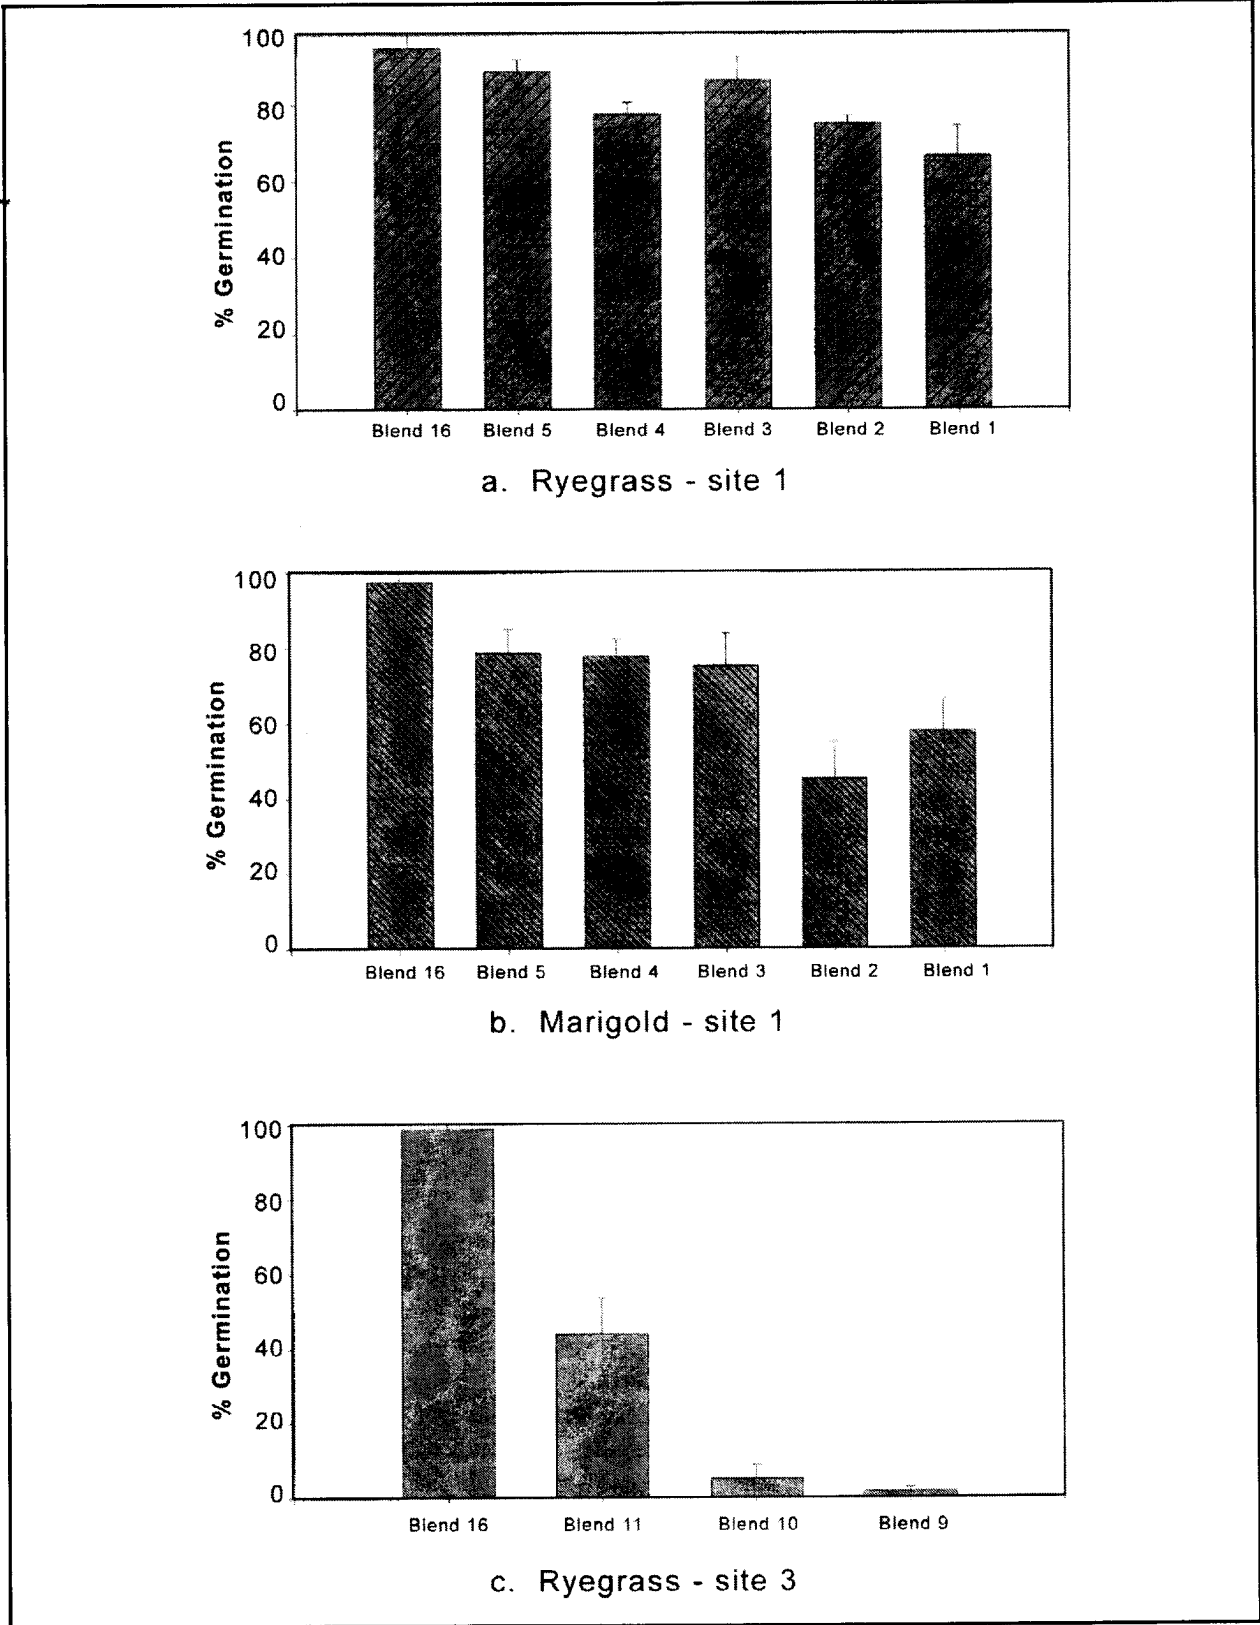 100
80
60
40
20
0
% Germination
Blend 16 Blend 5 Blend 4 Blend 3 Blend 2 Blend 1
a. Ryegrass - site 1
100
80
60
40
20
0
% Germination
Blend 16 Blend 5 Blend 4 Blend 3 Blend 2 Blend 1
b. Marigold - site 1
100
80
60
40
20
0
% Germination
Blend 16 Blend 11 Blend 10 Blend 9
c. Ryegrass - site 3